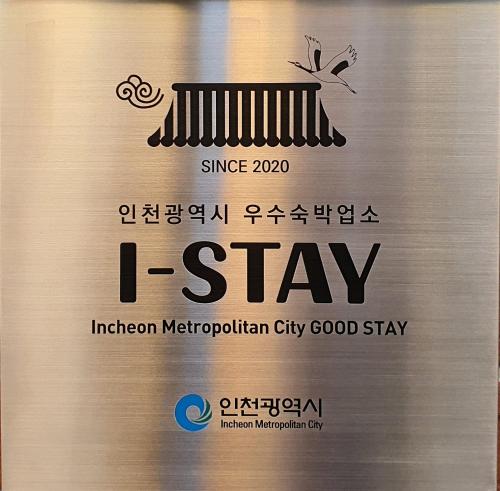 SINCE 2020
인천광역시 우수숙박업소
I-STAY
Incheon Metropolitan City GOOD STAY
인천광역시
Incheon Metropolitan City